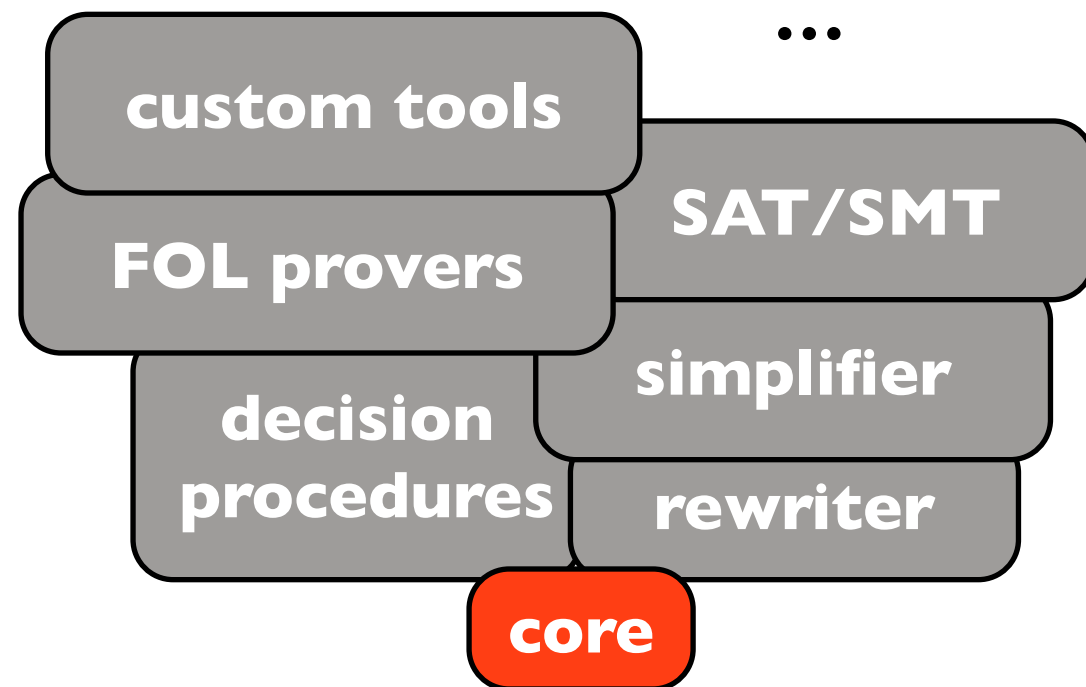 ...
custom tools
SAT/SMT
FOL provers
simplifier
decision
procedures
rewriter
core